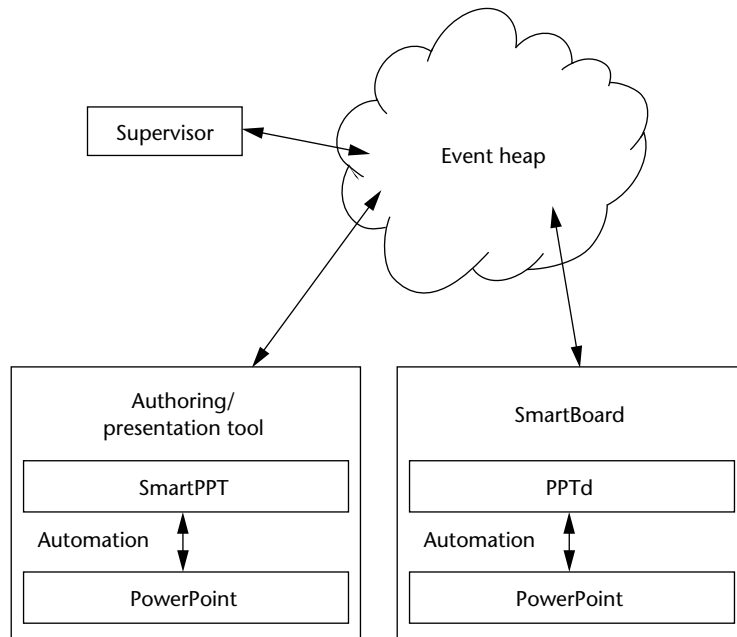 Supervisor
Event heap
Authoring/
presentation tool
SmartPPT
Automation
PowerPoint
SmartBoard
PPTd
Automation
PowerPoint